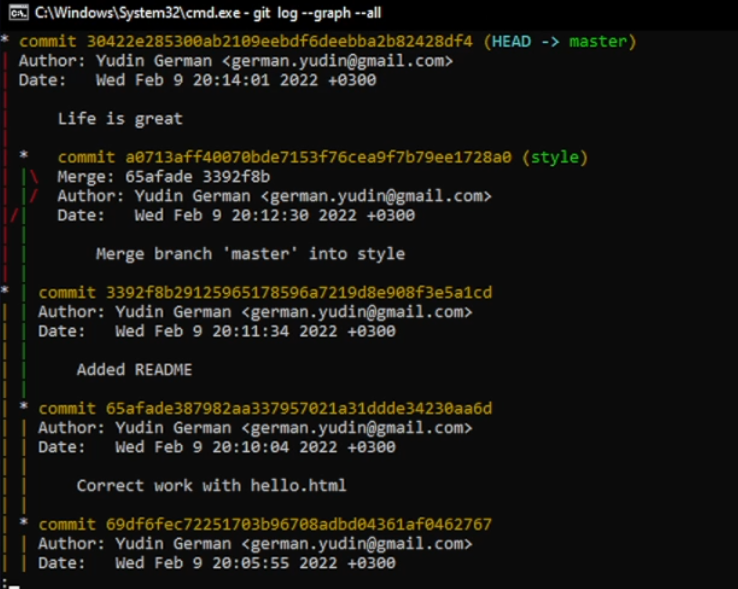 C:\Windows\System32\cmd.exe - git log --graph --all
* commit 30422e285300ab2109eebdf6deebba2b82428df4 (HEAD -> master)
| Author: Yudin German <german.yudin@gmail.com>
| Date:   Wed Feb 9 20:14:01 2022 +0300
|
|     Life is great
|
| *   commit a0713aff40070bde7153f76cea9f7b79ee1728a0 (style)
| |\  Merge: 65afade 3392f8b
| |/  Author: Yudin German <german.yudin@gmail.com>
|/|   Date:   Wed Feb 9 20:12:30 2022 +0300
| |
| |       Merge branch 'master' into style
| |
* | commit 3392f8b29125965178596a7219d8e908f3e5a1cd
| | Author: Yudin German <german.yudin@gmail.com>
| | Date:   Wed Feb 9 20:11:34 2022 +0300
| |
| |     Added README
| |
| * commit 65afade387982aa337957021a31ddde34230aa6d
| | Author: Yudin German <german.yudin@gmail.com>
| | Date:   Wed Feb 9 20:10:04 2022 +0300
| |
| |     Correct work with hello.html
| |
| * commit 69df6fec72251703b96708adbd04361af0462767
| | Author: Yudin German <german.yudin@gmail.com>
| | Date:   Wed Feb 9 20:05:55 2022 +0300
: